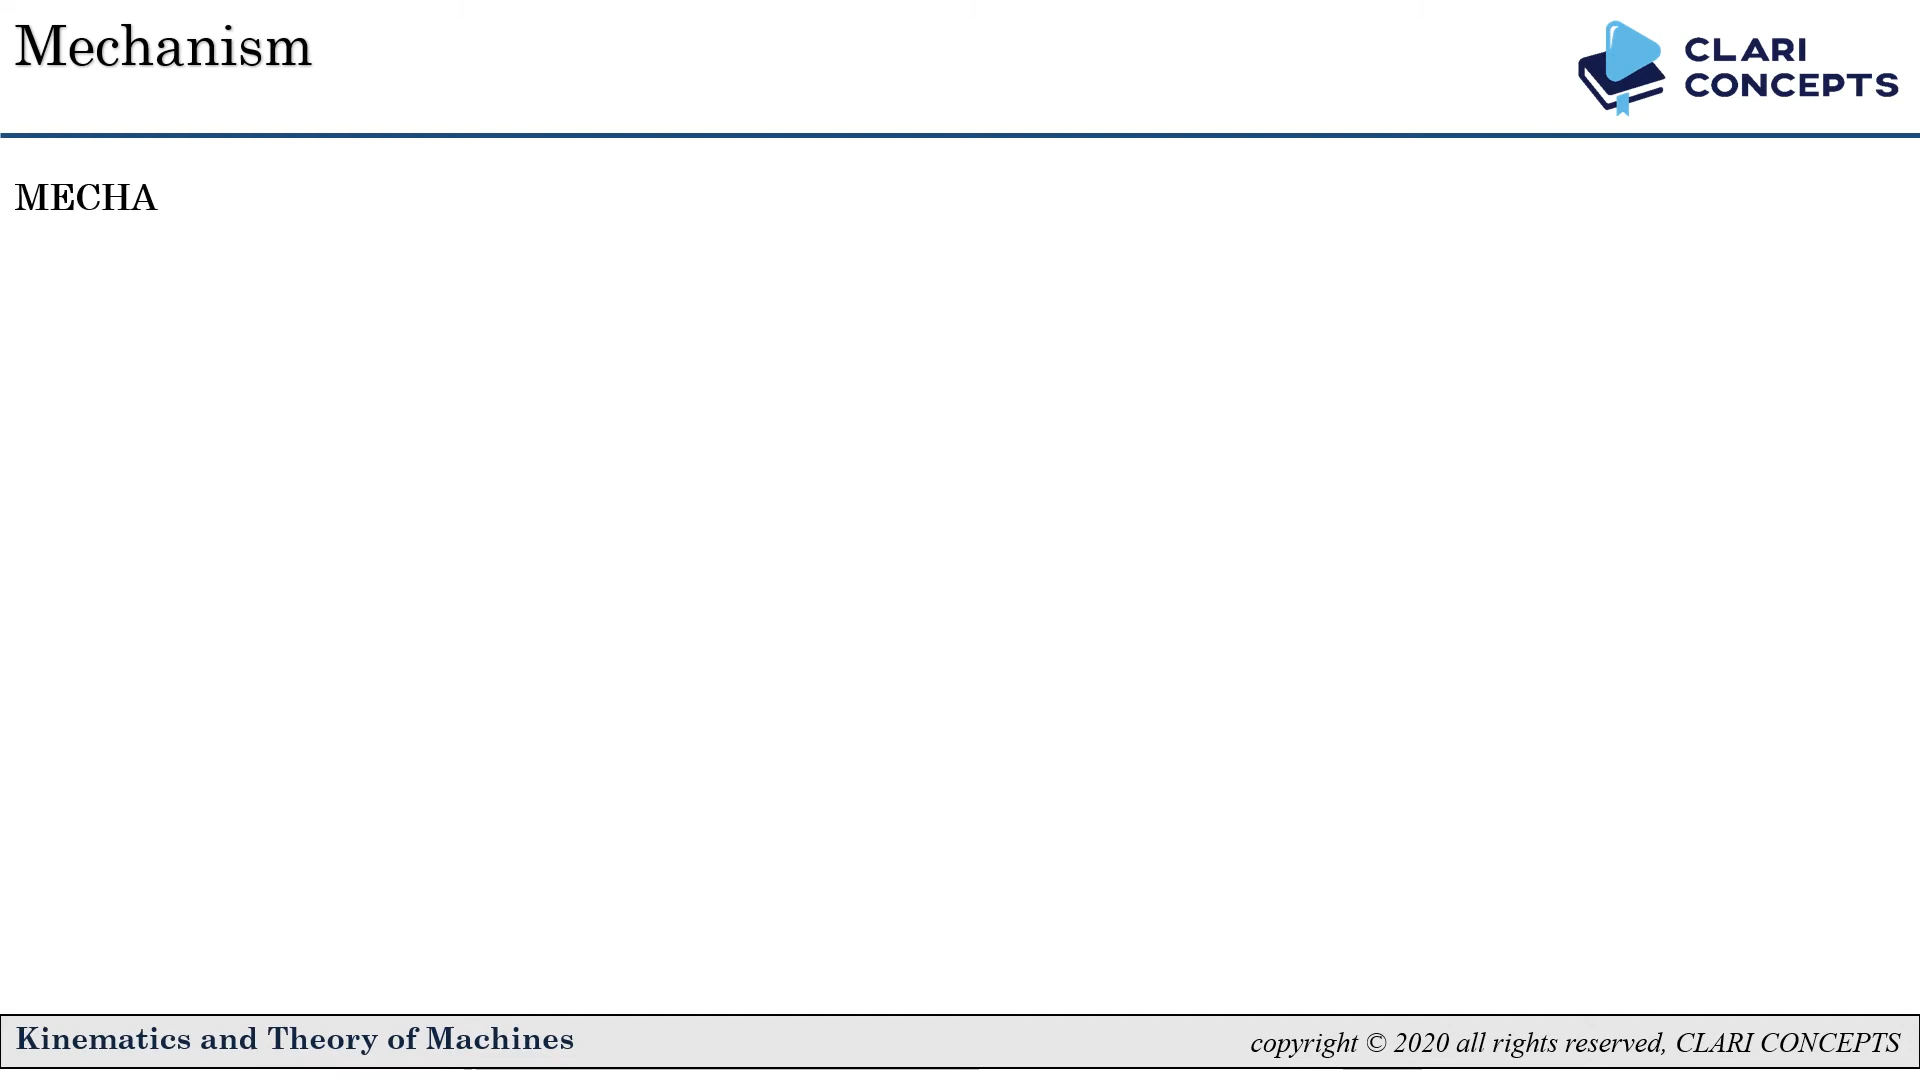 Mechanism
CLARI
CONCEPTS
MECHA
Kinematics and Theory of Machines
copyright © 2020 all rights reserved, CLARI CONCEPTS